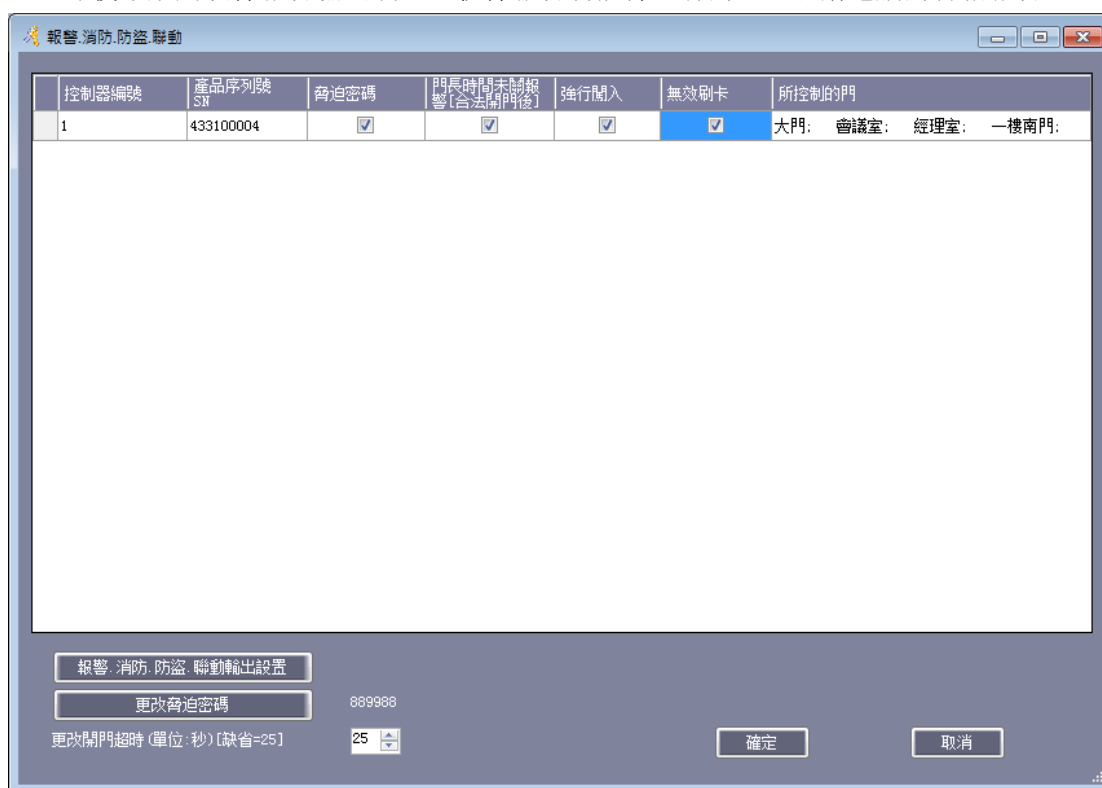 報警.消防.防盜.聯動
控制器編號
產品序列號
SN
脅迫密碼
門長時間未關報
警[合法開門後]
強行闖入
無效刷卡
所控制的門
1
433100004
大門; 會議室; 經理室; 一樓南門;
報警.消防.防盜.聯動輸出設置
更改脅迫密碼
889988
更改開門超時(單位:秒)[缺省=25]
25
確定
取消